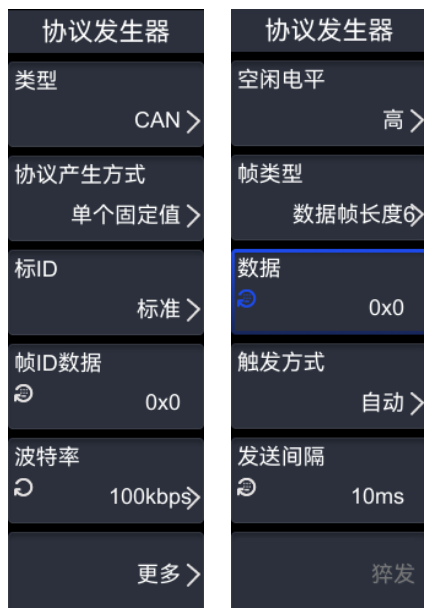 协议发生器
类型
CAN
协议产生方式
单个固定值
标ID
标准
帧ID数据
0x0
波特率
100kbps
更多
协议发生器
空闲电平
高
帧类型
数据帧长度6
数据
0x0
触发方式
自动
发送间隔
10ms
猝发